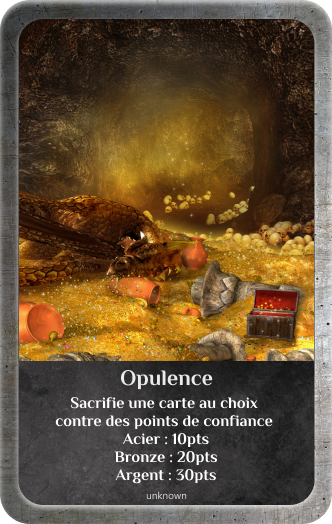 Opulence
Sacrifie une carte au choix
contre des points de confiance
Acier : 10pts
Bronze : 20pts
Argent : 30pts
unknown